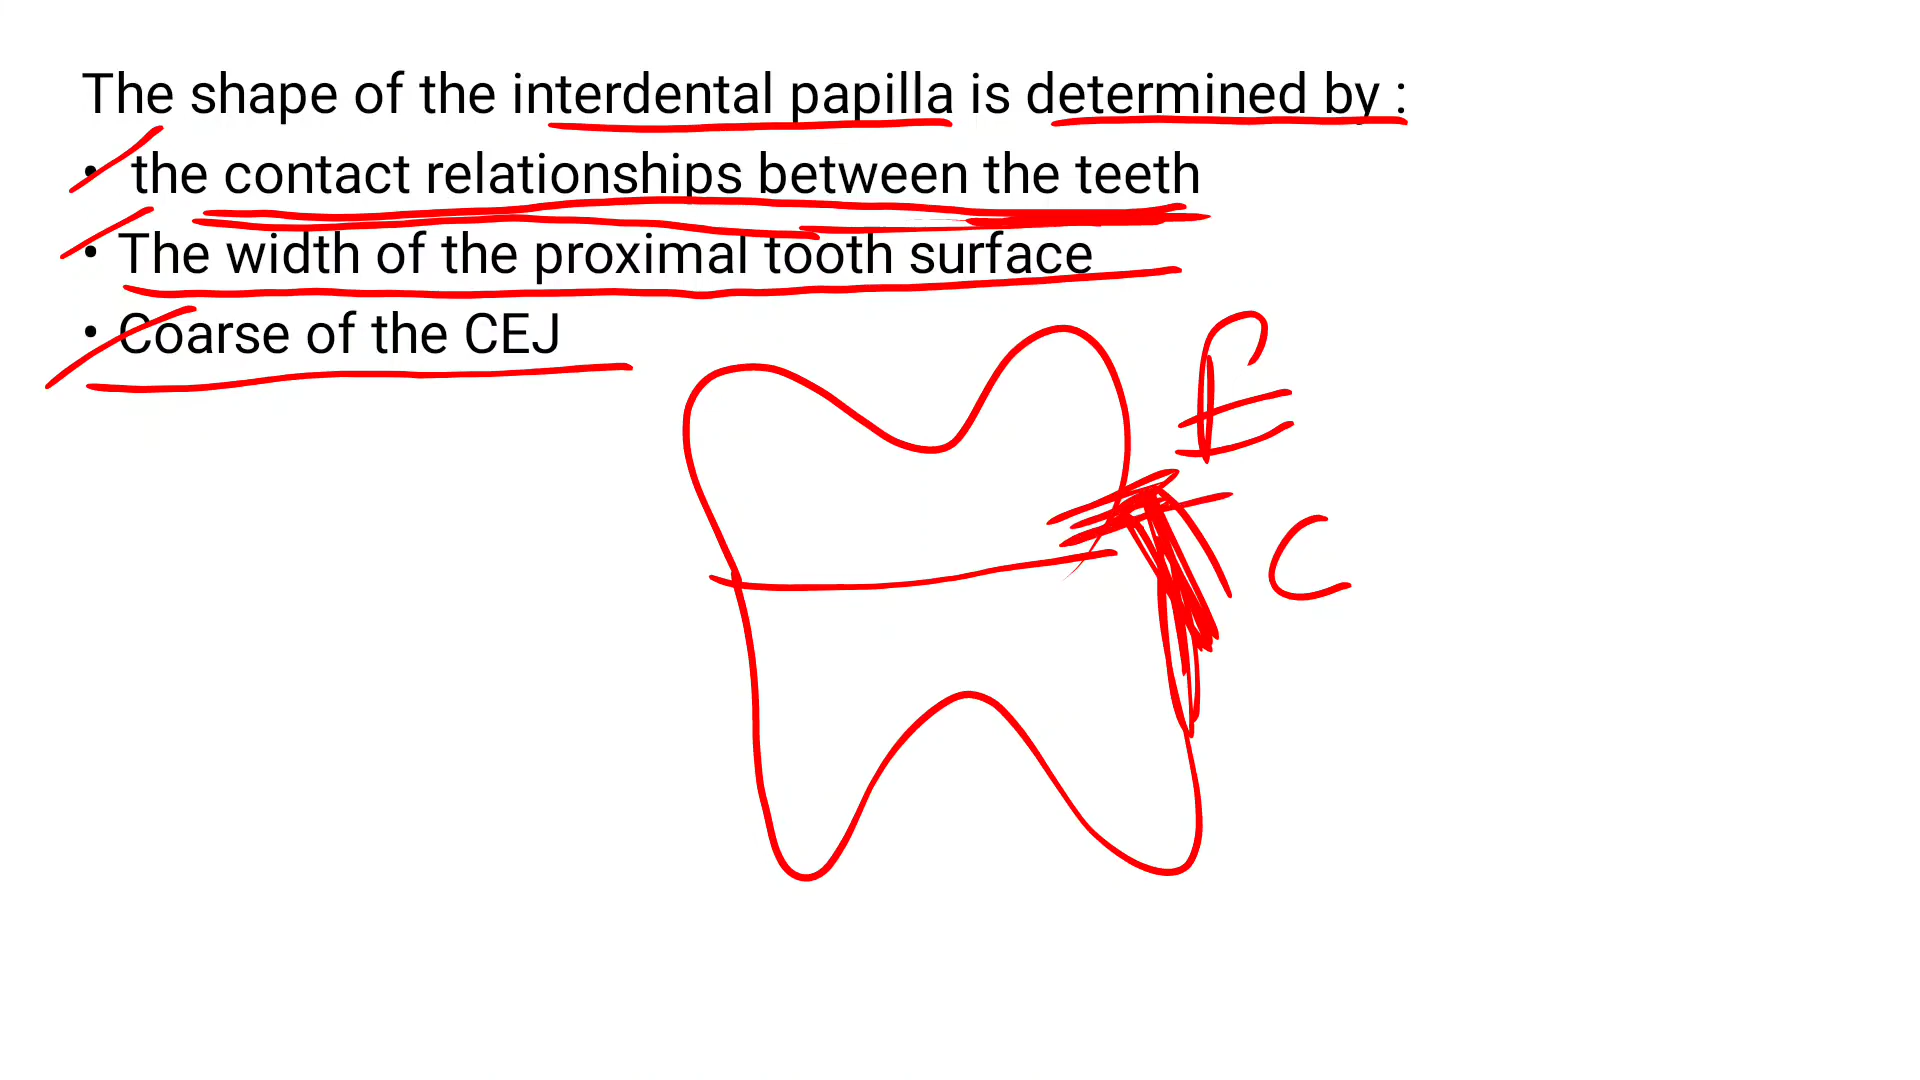 The shape of the interdental papilla is determined by :
• the contact relationships between the teeth
• The width of the proximal tooth surface
• Coarse of the CEJ
E
C